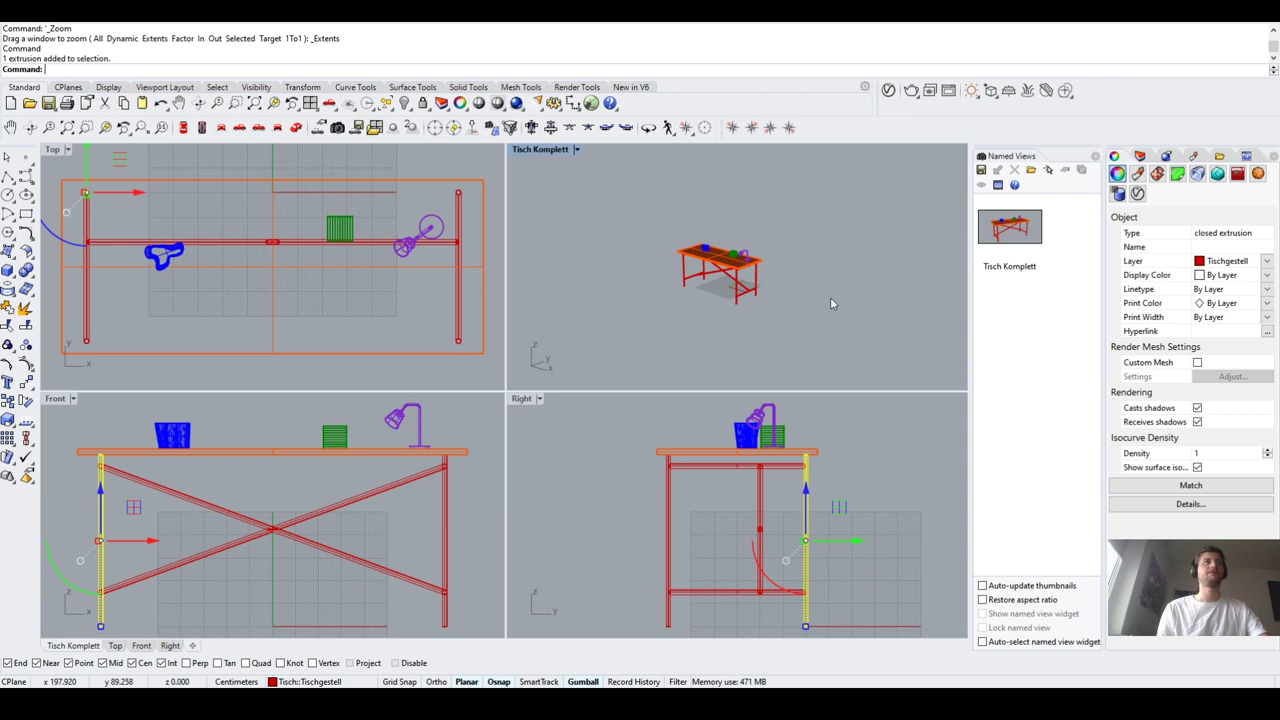 Command: '_Zoom
Drag a window to zoom ( All  Dynamic  Extents  Factor  In  Out  Selected  Target  1To1 ): _Extents
Command
1 extrusion added to selection.
Command:
Standard CPlanes Display Viewport Layout Select Visibility Transform Curve Tools Surface Tools Solid Tools Mesh Tools Render Tools New in V6
Top
Tisch Komplett
y
x
z
y
x
Front
z
x
Right
z
y
Tisch Komplett Top Front Right
Named Views
Tisch Komplett
Auto-update thumbnails
Restore aspect ratio
Show named view widget
Lock named view
Auto-select named view widget
Object
Type closed extrusion
Name
Layer Tischgestell
Display Color By Layer
Linetype By Layer
Print Color By Layer
Print Width By Layer
Hyperlink ...
Render Mesh Settings
Custom Mesh
Settings Adjust...
Rendering
Casts shadows
Receives shadows
Isocurve Density
Density 1
Show surface iso...
Match
Details...
End Near Point Mid Cen Int Perp Tan Quad Knot Vertex Project Disable
CPlane x 197.920 y 89.258 z 0.000 Centimeters Tisch::Tischgestell Grid Snap Ortho Planar Osnap SmartTrack Gumball Record History Filter Memory use: 471 MB